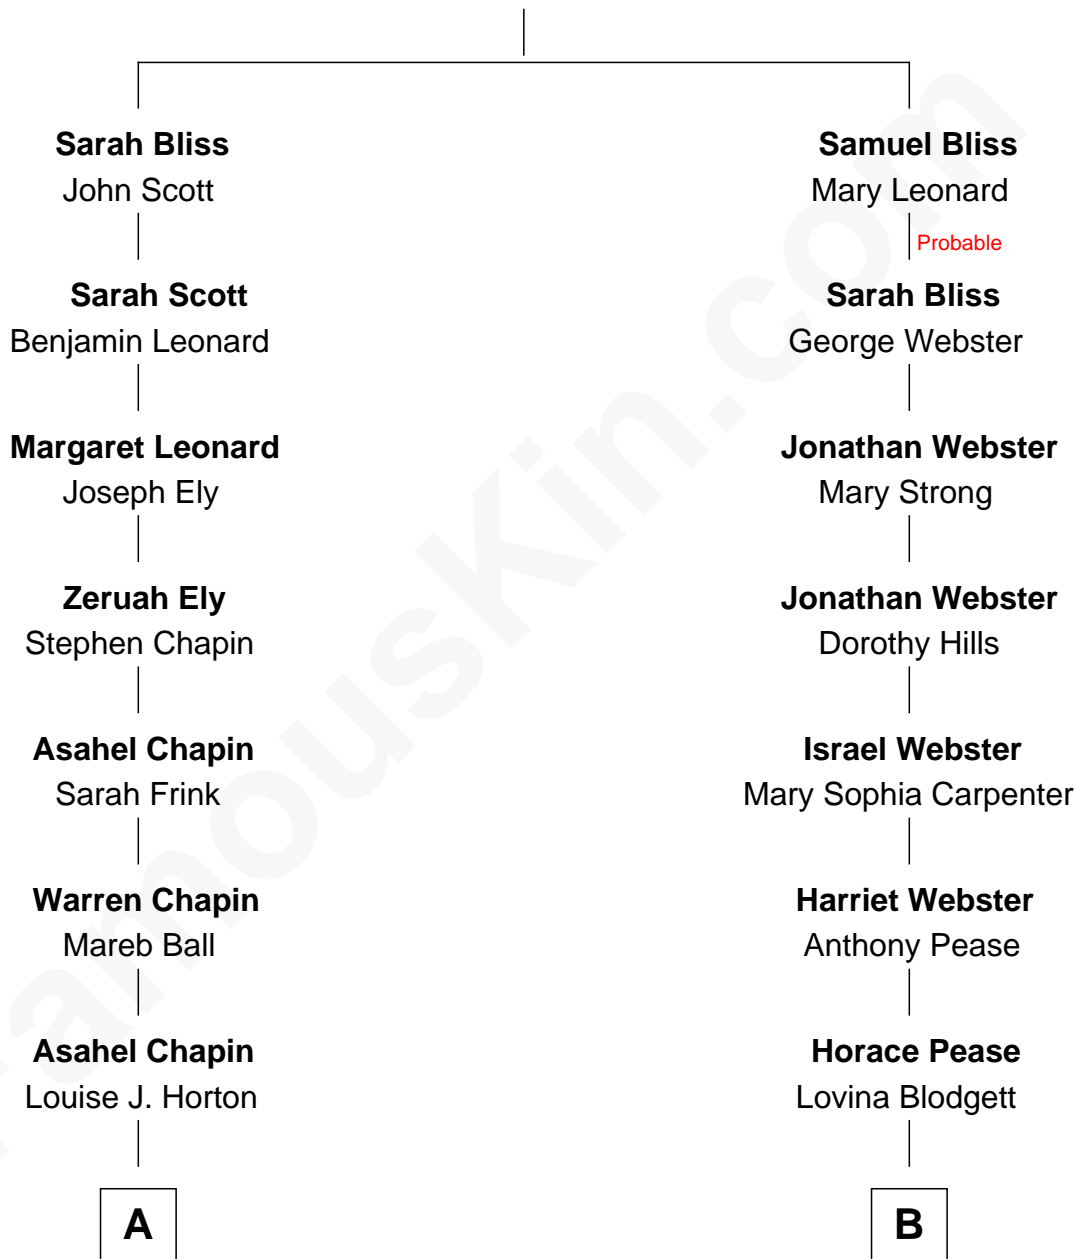 Sarah Bliss
John Scott
Sarah Scott
Benjamin Leonard
Margaret Leonard
Joseph Ely
Zeruah Ely
Stephen Chapin
Asahel Chapin
Sarah Frink
Warren Chapin
Mareb Ball
Asahel Chapin
Louise J. Horton
A
Samuel Bliss
Mary Leonard
Probable
Sarah Bliss
George Webster
Jonathan Webster
Mary Strong
Jonathan Webster
Dorothy Hills
Israel Webster
Mary Sophia Carpenter
Harriet Webster
Anthony Pease
Horace Pease
Lovina Blodgett
B
FamousKin.com